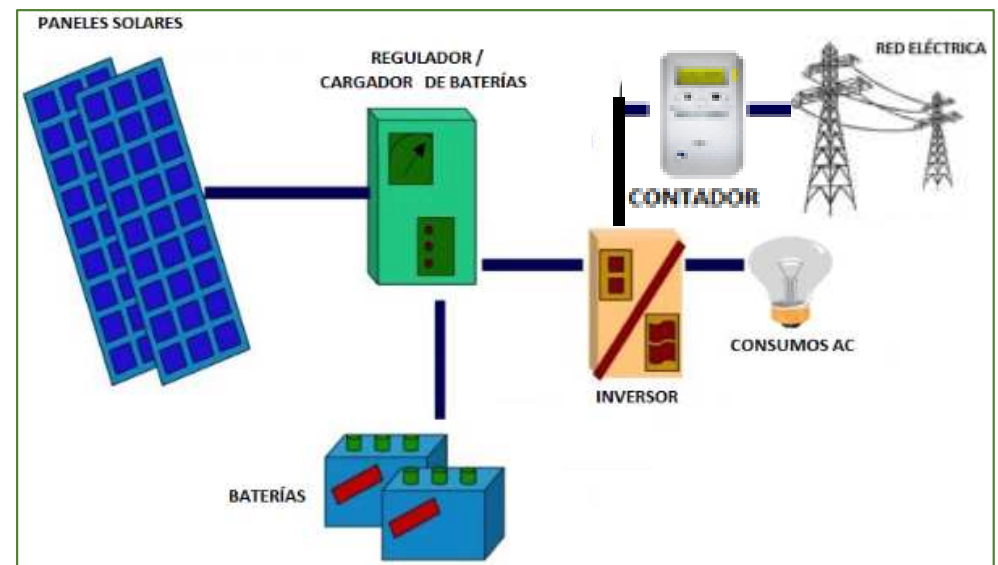 PANELES SOLARES
REGULADOR /
CARGADOR DE BATERÍAS
RED ELÉCTRICA
CONTADOR
CONSUMOS AC
INVERSOR
BATERÍAS